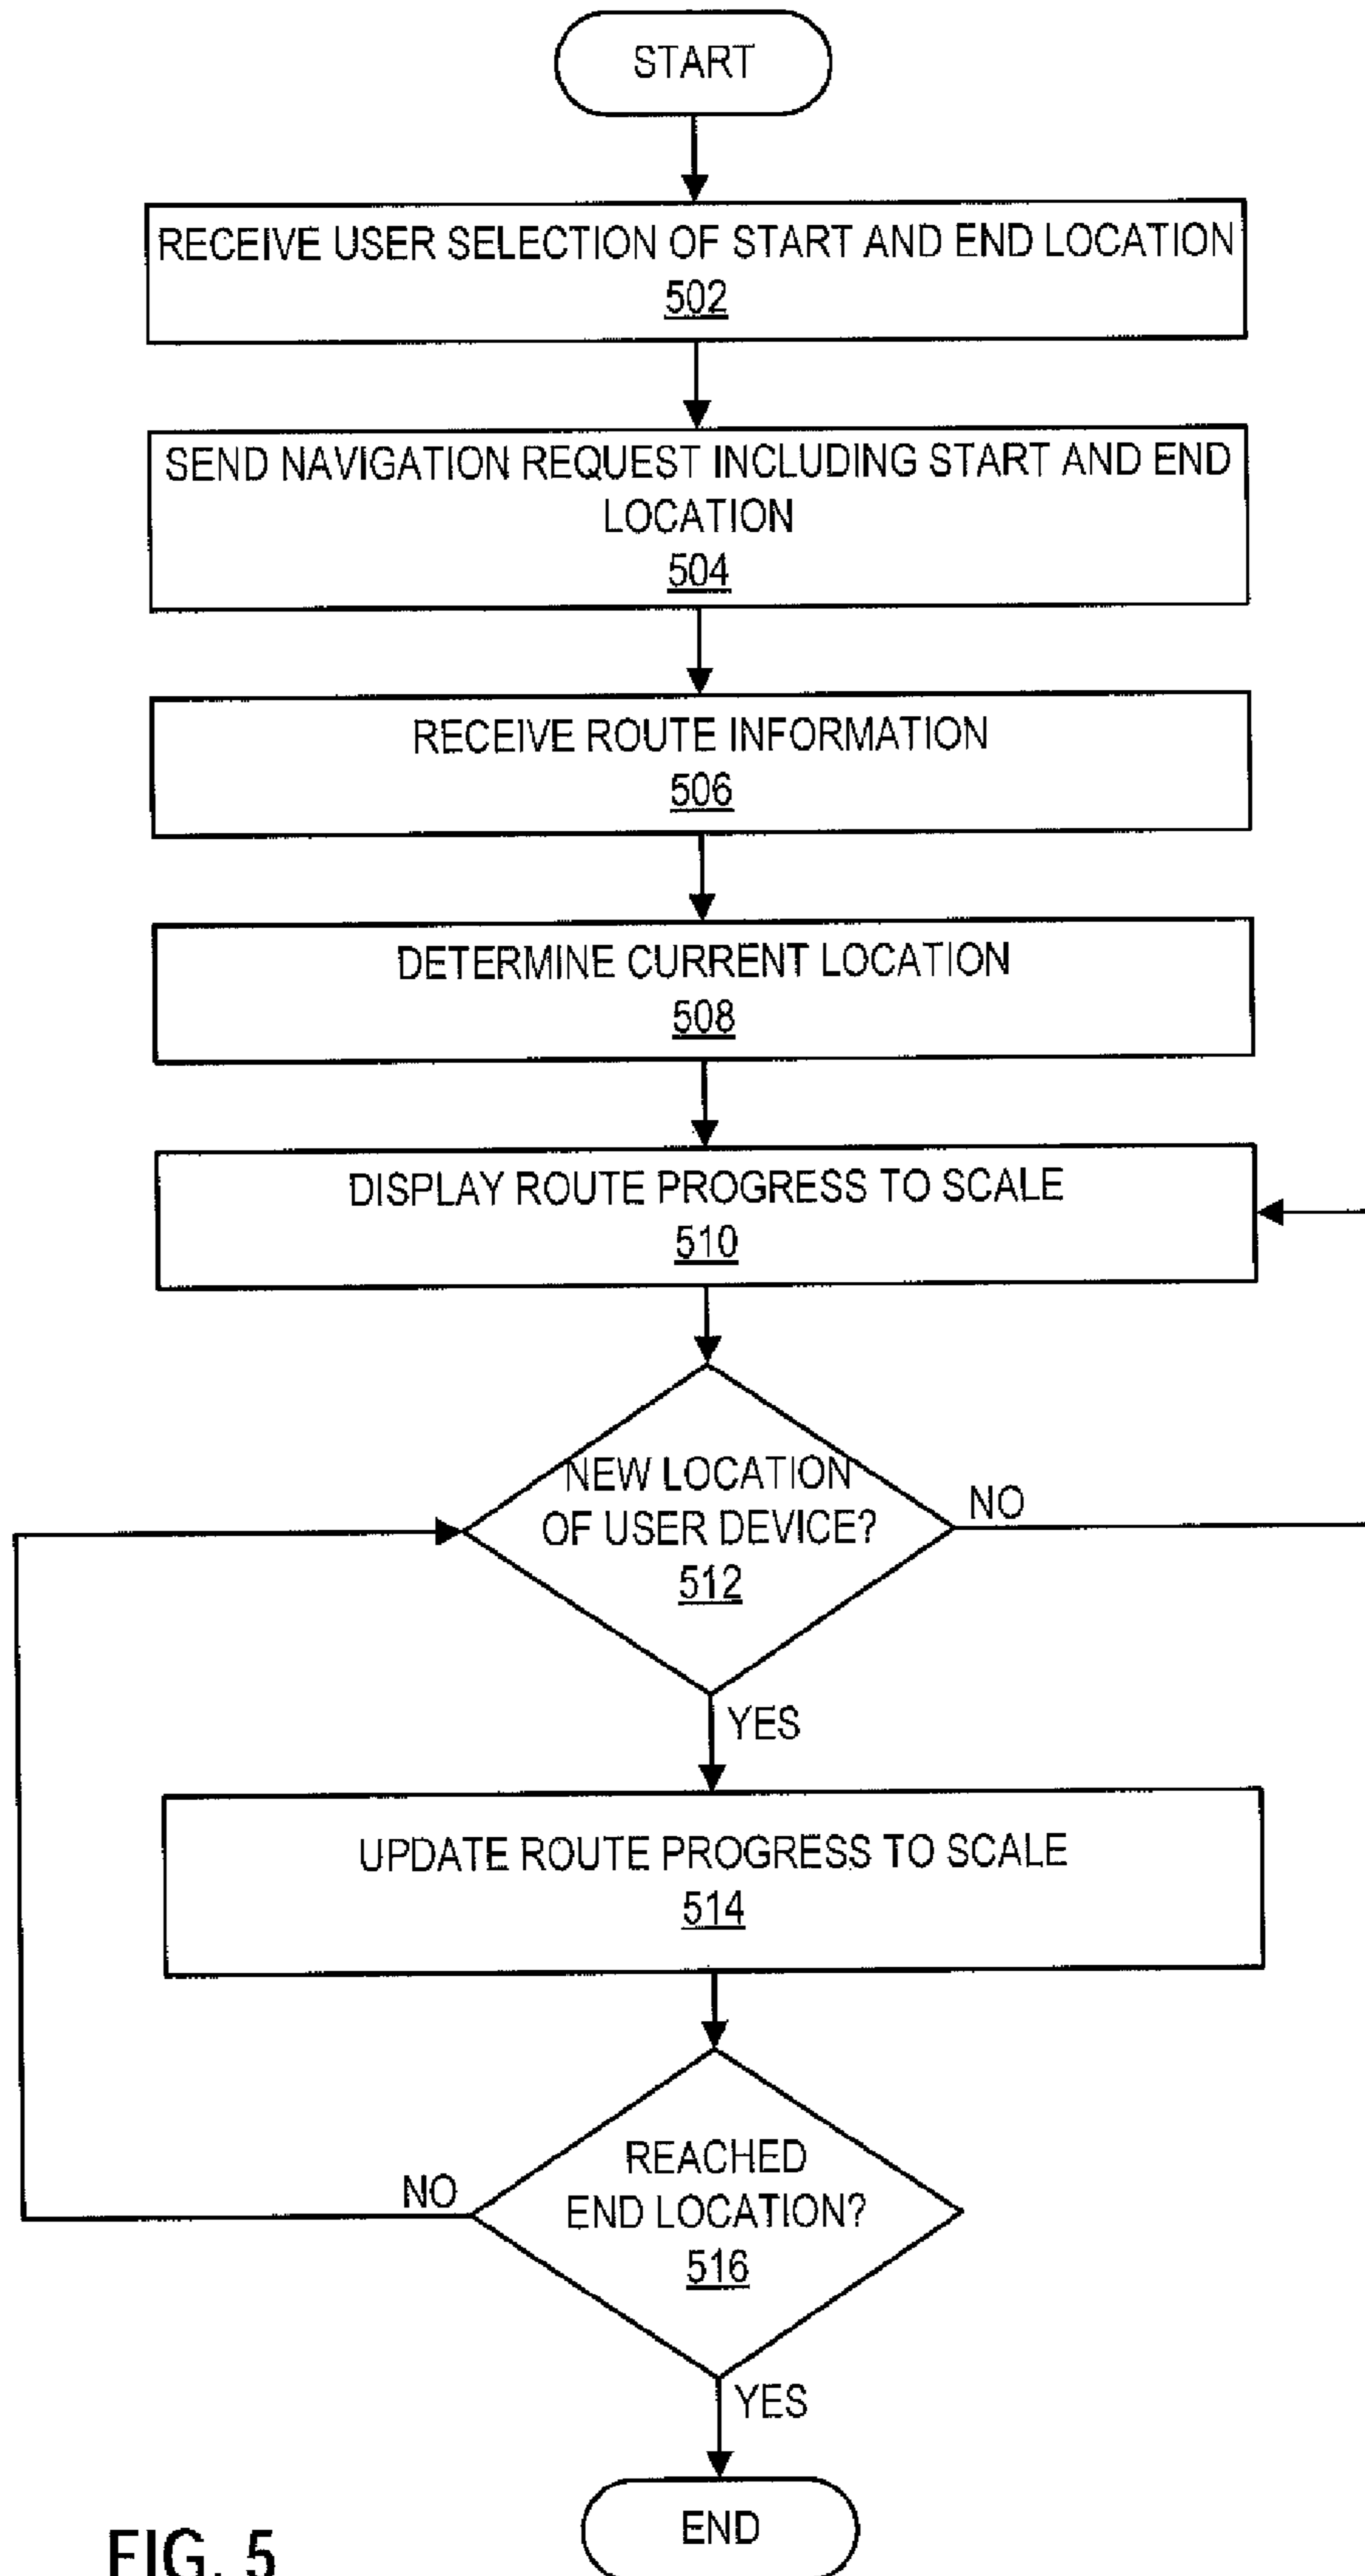 START
RECEIVE USER SELECTION OF START AND END LOCATION
502
SEND NAVIGATION REQUEST INCLUDING START AND END
LOCATION
504
RECEIVE ROUTE INFORMATION
506
DETERMINE CURRENT LOCATION
508
DISPLAY ROUTE PROGRESS TO SCALE
510
NEW LOCATION
OF USER DEVICE?
512
NO
YES
UPDATE ROUTE PROGRESS TO SCALE
514
REACHED
END LOCATION?
516
NO
YES
END
FIG. 5